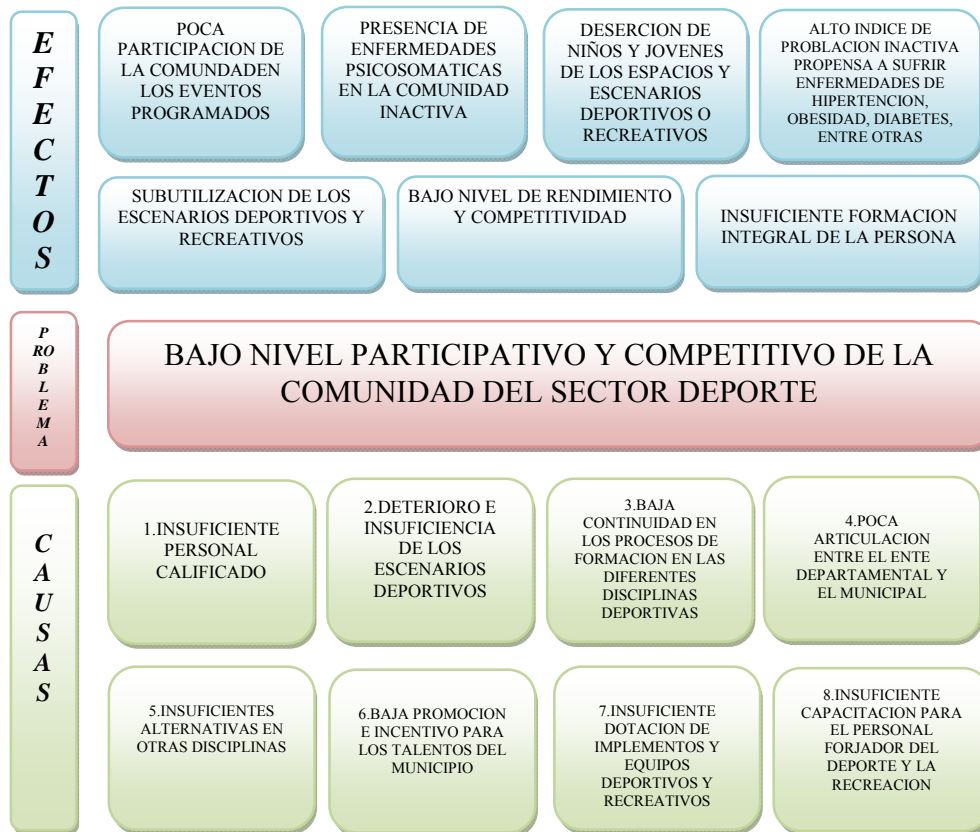 EFECTOS
POCA
PARTICIPACION DE
LA COMUNDADEN
LOS EVENTOS
PROGRAMADOS
PRESENCIA DE
ENFERMEDADES
PSICOSOMATICAS
EN LA COMUNIDAD
INACTIVA
DESERCION DE
NIÑOS Y JOVENES
DE LOS ESPACIOS Y
ESCENARIOS
DEPORTIVOS O
RECREATIVOS
ALTO INDICE DE
PROBLACION INACTIVA
PROPENSA A SUFRIR
ENFERMEDADES DE
HIPERTENCION,
OBESIDAD, DIABETES,
ENTRE OTRAS
SUBUTILIZACION DE LOS
ESCENARIOS DEPORTIVOS Y
RECREATIVOS
BAJO NIVEL DE RENDIMIENTO
Y COMPETITIVIDAD
INSUFICIENTE FORMACION
INTEGRAL DE LA PERSONA
PROBLEMA
BAJO NIVEL PARTICIPATIVO Y COMPETITIVO DE LA
COMUNIDAD DEL SECTOR DEPORTE
CAUSAS
1.INSUFICIENTE
PERSONAL
CALIFICADO
2.DETERIORO E
INSUFICIENCIA
DE LOS
ESCENARIOS
DEPORTIVOS
3.BAJA
CONTINUIDAD EN
LOS PROCESOS DE
FORMACION EN LAS
DIFERENTES
DISCIPLINAS
DEPORTIVAS
4.POCA
ARTICULACION
ENTRE EL ENTE
DEPARTAMENTAL Y
EL MUNICIPAL
5.INSUFICIENTES
ALTERNATIVAS EN
OTRAS DISCIPLINAS
6.BAJA PROMOCION
E INCENTIVO PARA
LOS TALENTOS DEL
MUNICIPIO
7.INSUFICIENTE
DOTACION DE
IMPLEMENTOS Y
EQUIPOS
DEPORTIVOS Y
RECREATIVOS
8.INSUFICIENTE
CAPACITACION PARA
EL PERSONAL
FORJADOR DEL
DEPORTE Y LA
RECREACION